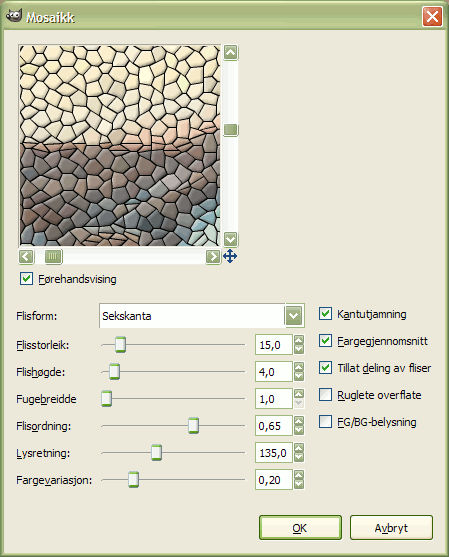 Mosaikk
Førehandsvising
Flisform: Sekskanta
Flisstorleik: 15,0
Flishøgde: 4,0
Fugebreidde 1,0
Flisordning: 0,65
Lysretning: 135,0
Fargevariasjon: 0,20
Kantutjamning
Fargegjennomsnitt
Tillat deling av fliser
Ruglete overflate
FG/BG-belysning
OK
Avbryt